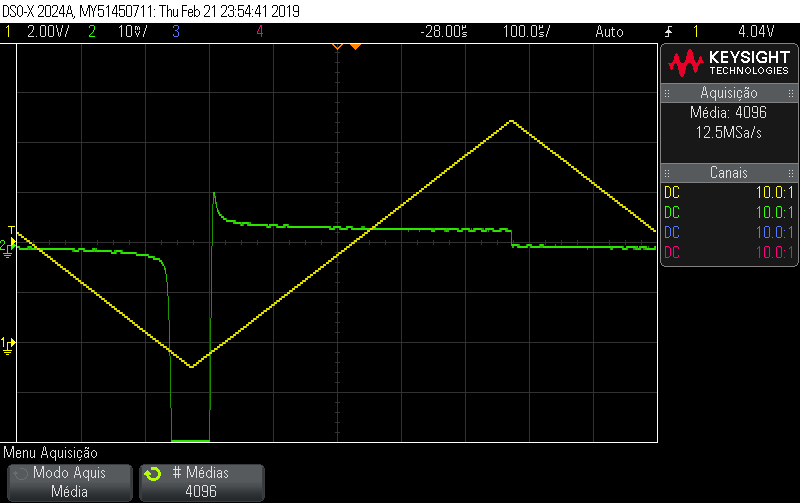 DSO-X 2024A, MY51450711: Thu Feb 21 23:54:41 2019
1 2.00V/ 2 10mV/ 3 4 -28.00s 100.0s/ Auto 1 4.04V
KEYSIGHT
TECHNOLOGIES
Aquisição
Média: 4096
12.5MSa/s
Canais
DC 10.0:1
DC 10.0:1
DC 10.0:1
DC 10.0:1
T
2
1
Menu Aquisição
Modo Aquis
Média
# Médias
4096